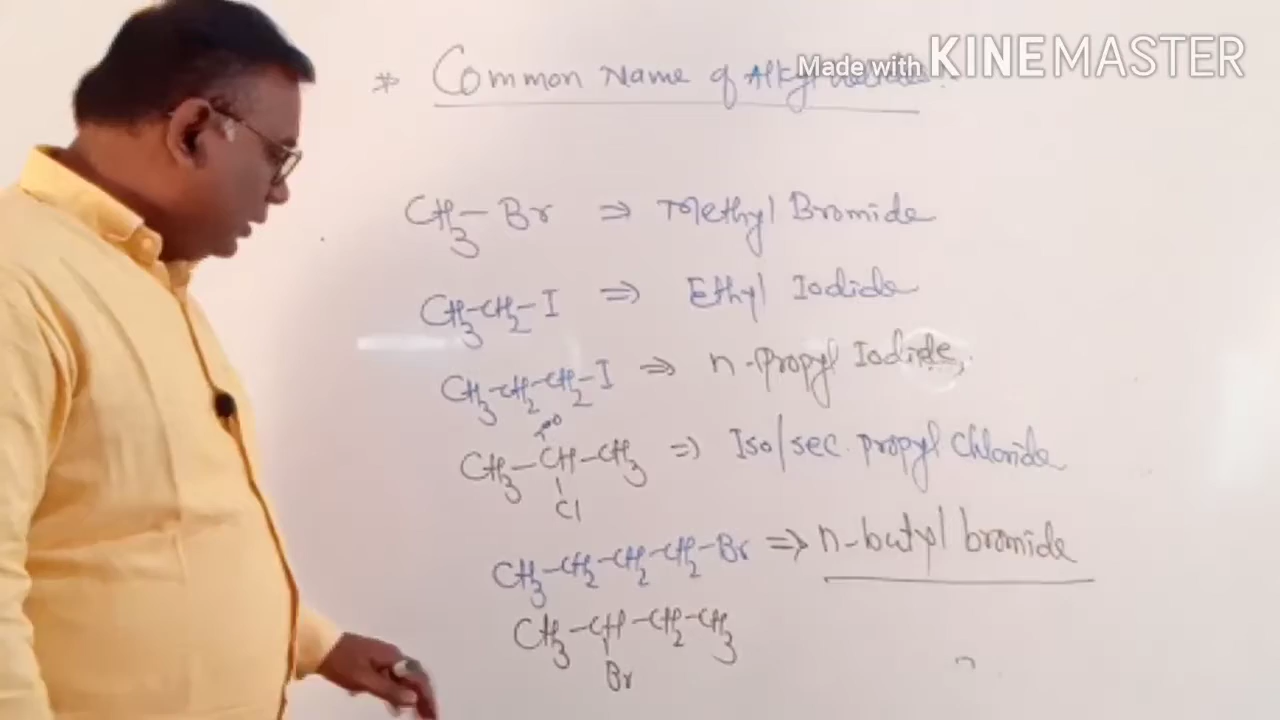 Made with KINEMASTER
* Common Name of Alkyl
CH3-Br ⇒ Methyl Bromide
CH3-CH2-I ⇒ Ethyl Iodide
CH3-CH2-CH2-I ⇒ n-propyl Iodide,
CH3-CH-CH3 ⇒ Iso/sec. propyl Chloride
Cl
CH3-CH2-CH2-CH2-Br ⇒ n-butyl bromide
CH3-CH-CH2-CH3
Br